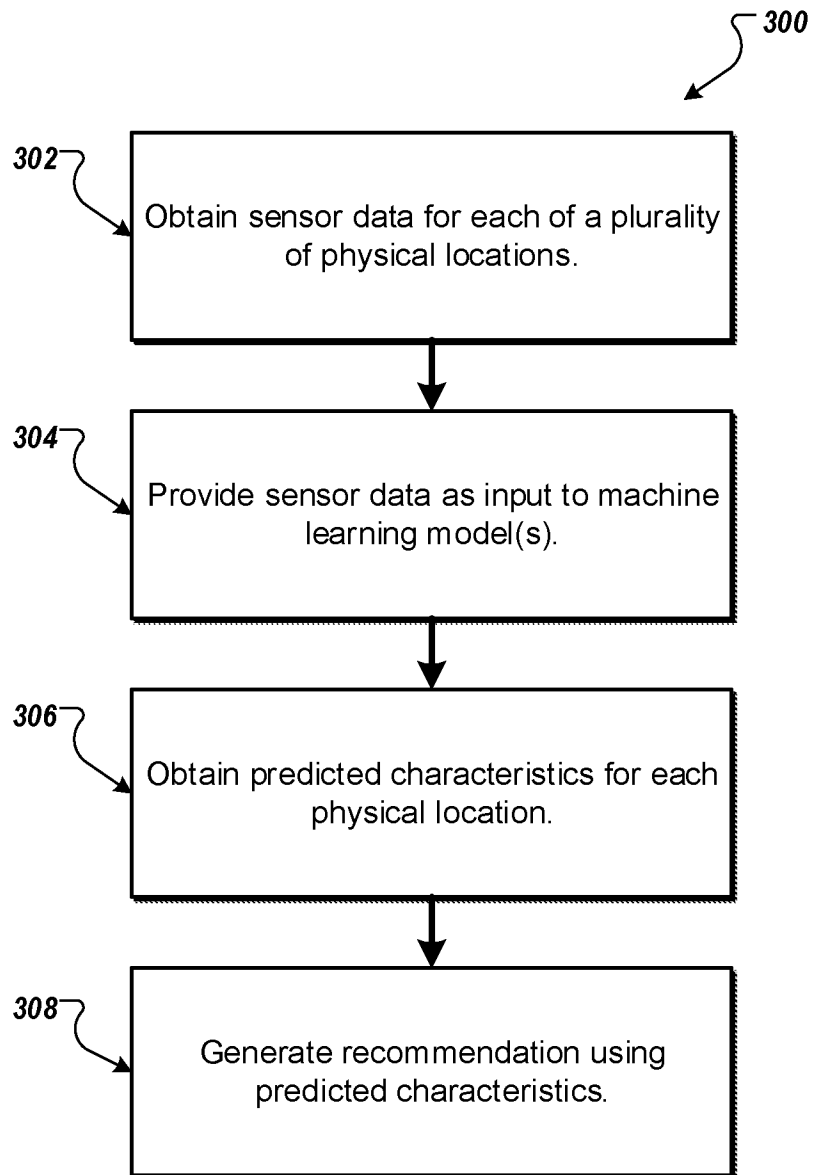 300
302
Obtain sensor data for each of a plurality
of physical locations.
304
Provide sensor data as input to machine
learning model(s).
306
Obtain predicted characteristics for each
physical location.
308
Generate recommendation using
predicted characteristics.